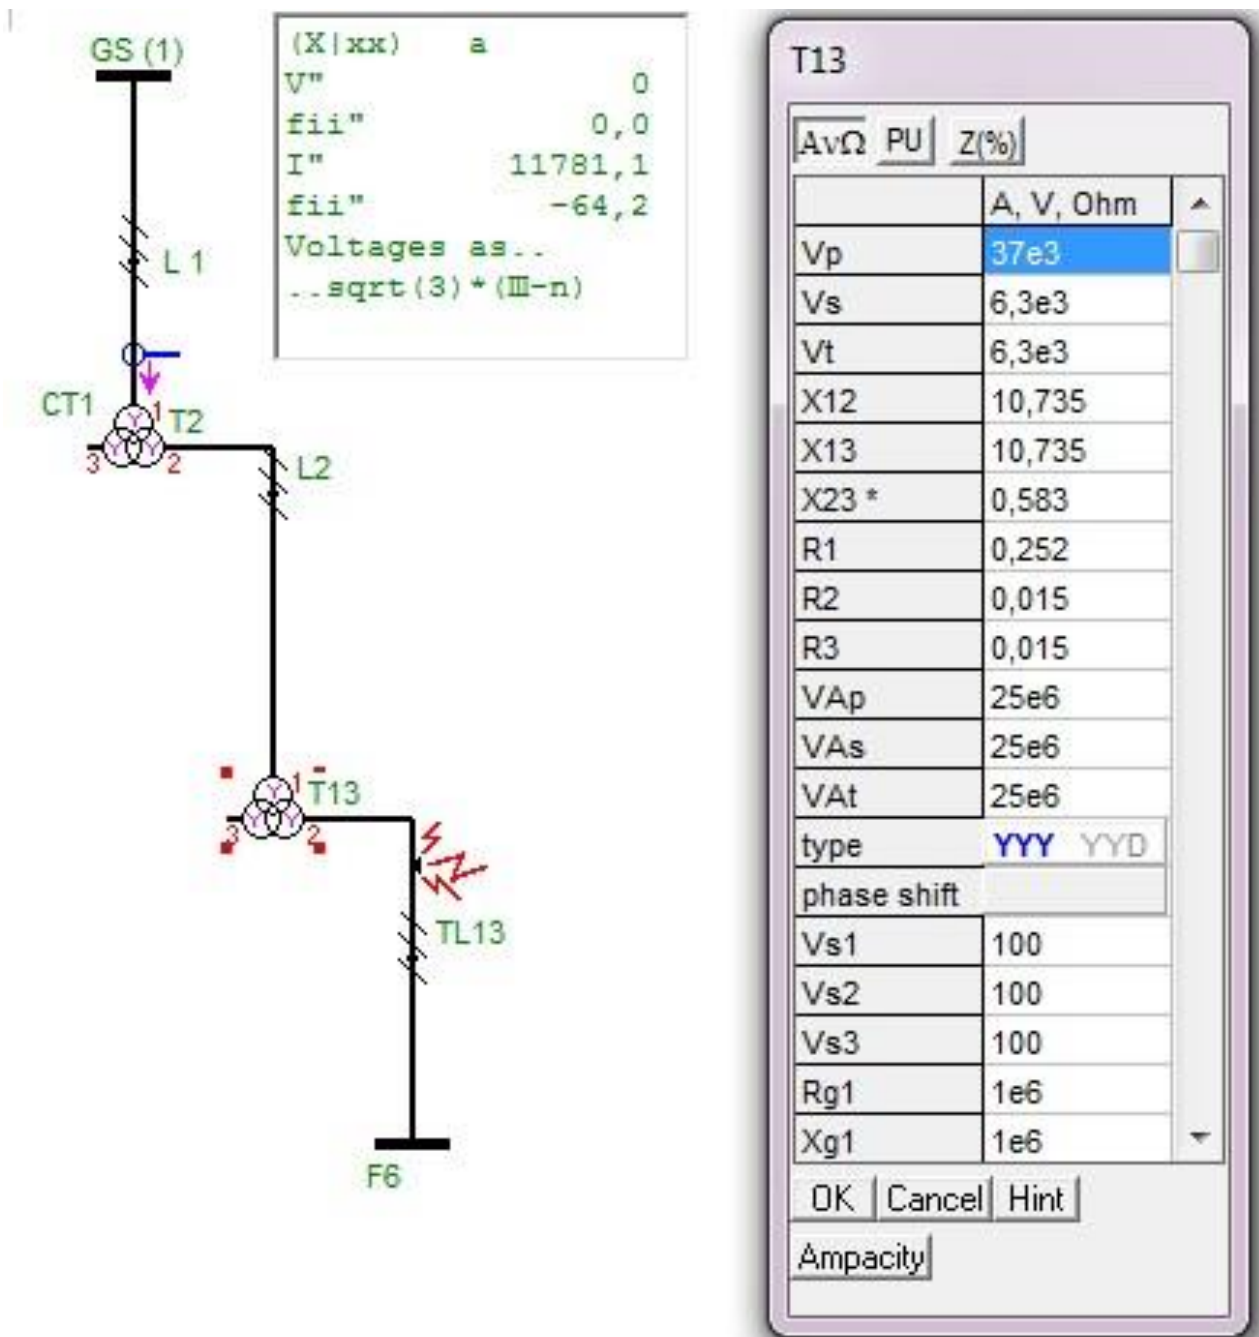 GS (1)
(X|xx) a
V" 0
fii" 0,0
I" 11781,1
fii" -64,2
Voltages as..
..sqrt(3)*(Ⅲ-n)
L 1
CT1
Y
1
T2
Y
Y
3
2
L2
Y
1
T13
Y
Y
3
2
TL13
F6
T13
AvΩ PU Z(%)
A, V, Ohm
Vp 37e3
Vs 6,3e3
Vt 6,3e3
X12 10,735
X13 10,735
X23 * 0,583
R1 0,252
R2 0,015
R3 0,015
VAp 25e6
VAs 25e6
VAt 25e6
type YYY YYD
phase shift
Vs1 100
Vs2 100
Vs3 100
Rg1 1e6
Xg1 1e6
OK Cancel Hint
Ampacity